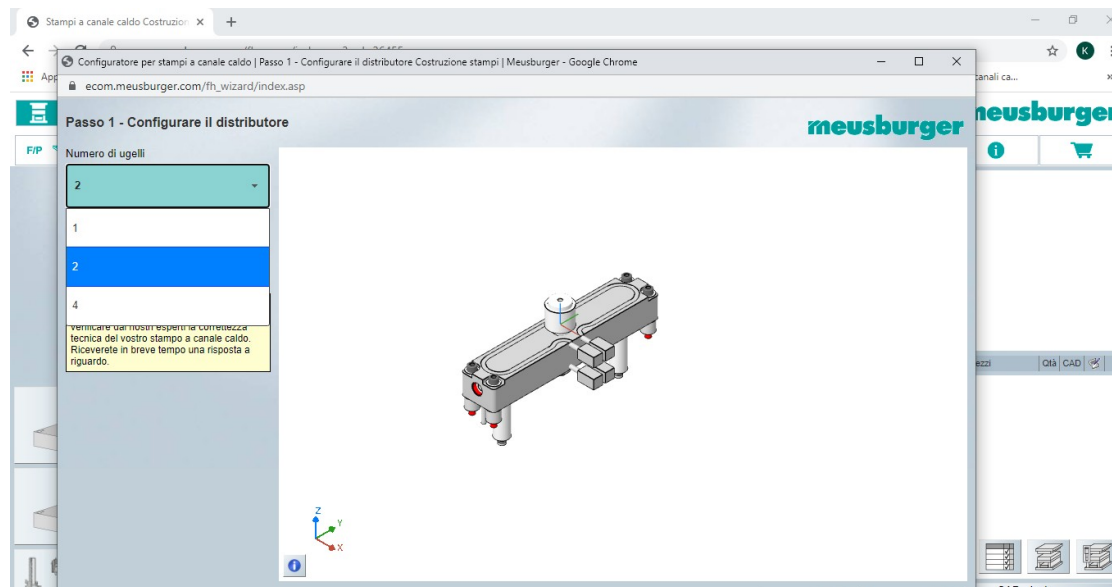 Stampi a canale caldo Costruzion
Configuratore per stampi a canale caldo | Passo 1 - Configurare il distributore Costruzione stampi | Meusburger - Google Chrome
K
App
canali ca...
ecom.meusburger.com/fh_wizard/index.asp
Passo 1 - Configurare il distributore
meusburger
meusburger
F/P
Numero di ugelli
2
1
2
4
verificare dai nostri esperti la correttezza
tecnica del vostro stampo a canale caldo.
Riceverete in breve tempo una risposta a
riguardo.
ezzi
Qtà
CAD
Z
Y
X